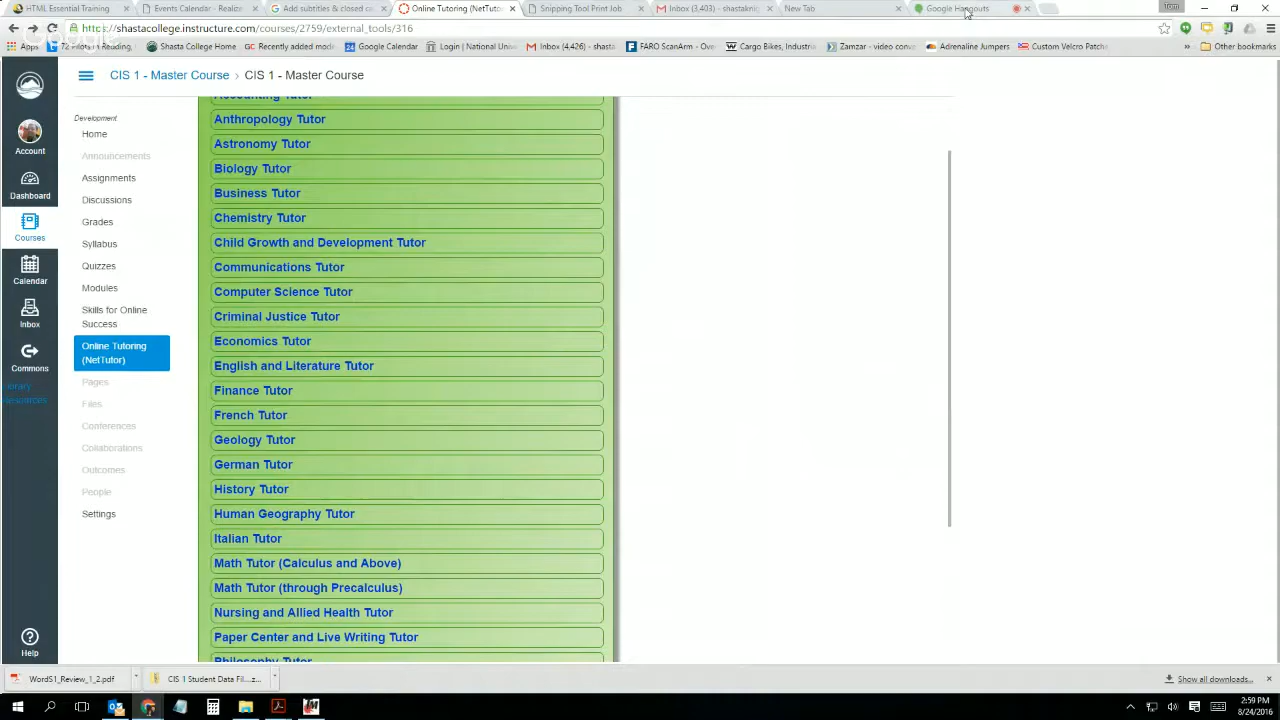 HTML Essential Training
Events Calendar - Realize
Add subtitles & closed c
Online Tutoring (NetTuto
Snipping Tool Print Job
Inbox (3,403) - shastaknig
New Tab
Google Hangouts
https://shastacollege.instructure.com/courses/2759/external_tools/316
Apps
Shasta College Home
Google Calendar
Login | National Univ
Inbox (4,426) - shasta
FARO ScanArm - Ove
Cargo Bikes, Industria
Zamzar - video conve
Adrenaline Jumpers
Custom Velcro Patche
»
Other bookmarks
CIS 1 - Master Course › CIS 1 - Master Course
Account
Dashboard
Courses
Calendar
Inbox
Commons
Help
Development
Home
Announcements
Assignments
Discussions
Grades
Syllabus
Quizzes
Modules
Skills for Online
Success
Online Tutoring
(NetTutor)
Pages
Files
Conferences
Collaborations
Outcomes
People
Settings
Accounting Tutor
Anthropology Tutor
Astronomy Tutor
Biology Tutor
Business Tutor
Chemistry Tutor
Child Growth and Development Tutor
Communications Tutor
Computer Science Tutor
Criminal Justice Tutor
Economics Tutor
English and Literature Tutor
Finance Tutor
French Tutor
Geology Tutor
German Tutor
History Tutor
Human Geography Tutor
Italian Tutor
Math Tutor (Calculus and Above)
Math Tutor (through Precalculus)
Nursing and Allied Health Tutor
Paper Center and Live Writing Tutor
Philosophy Tutor
WordS1_Review_1_2.pdf
CIS 1 Student Data Fil....z...
Show all downloads...
2:59 PM
8/24/2016